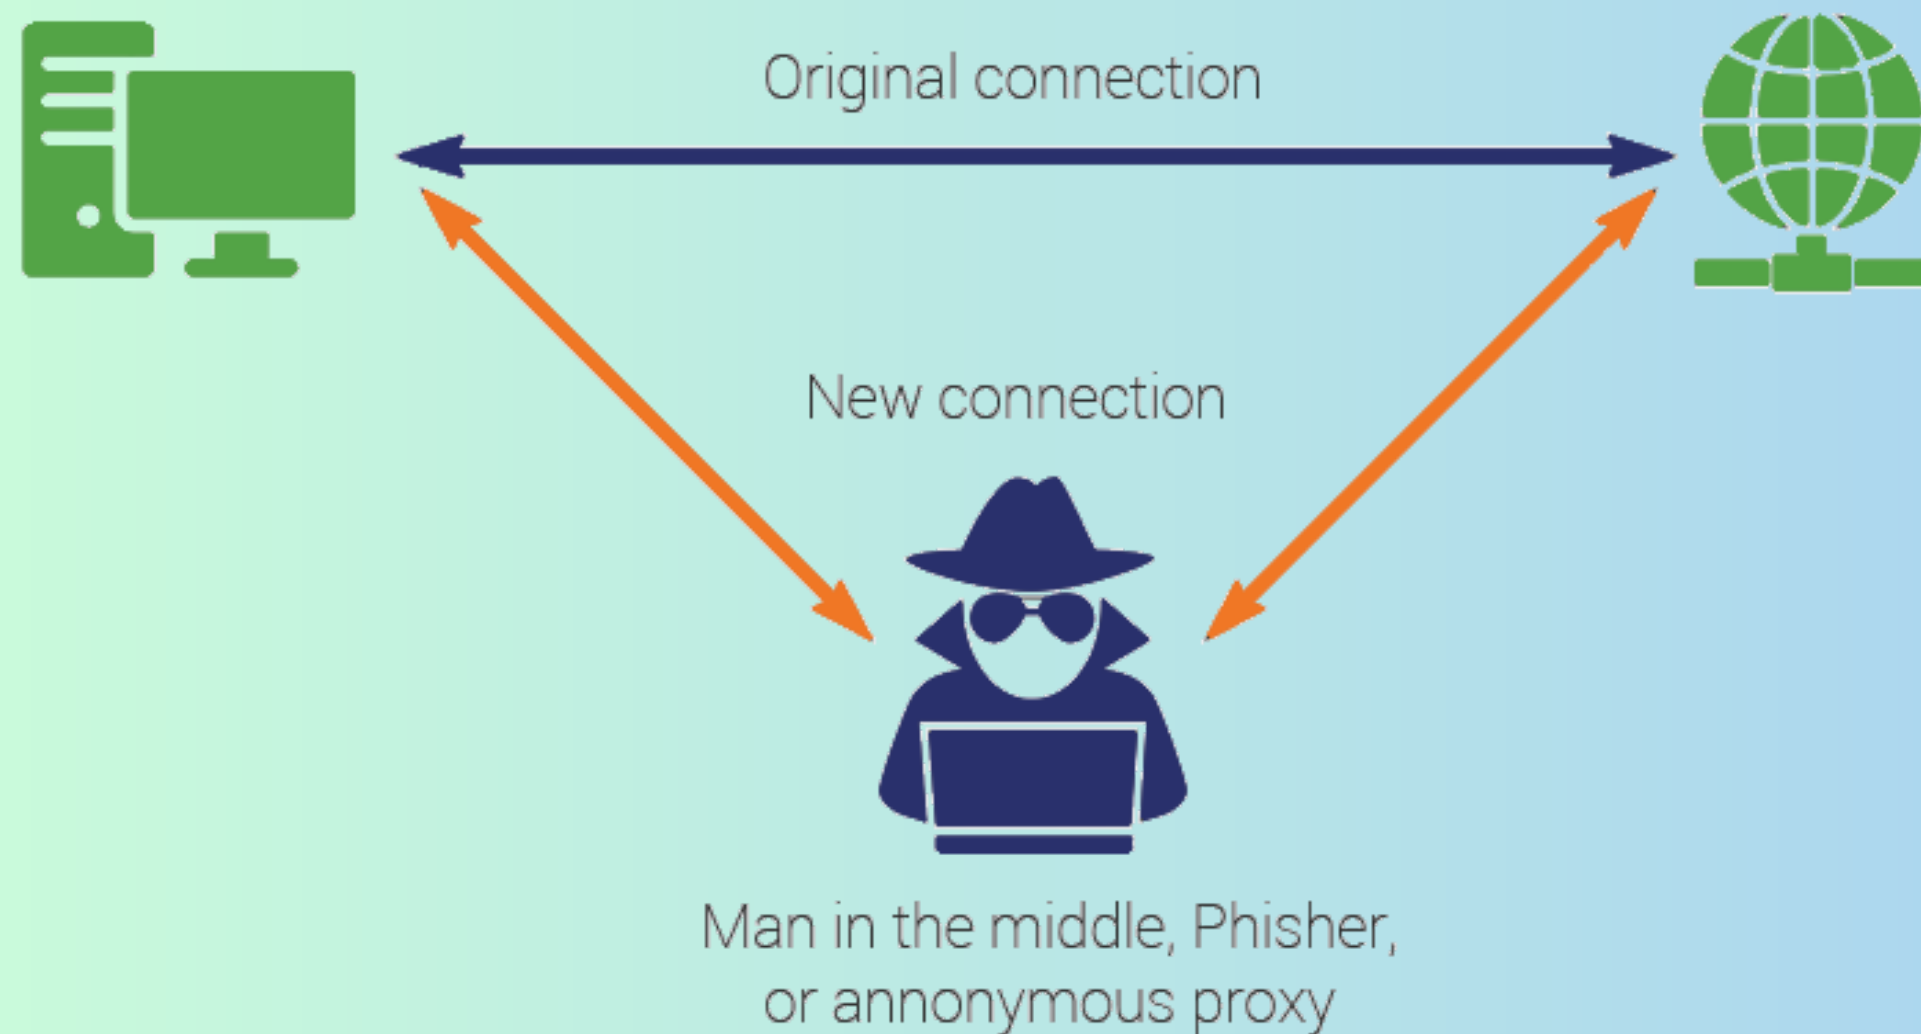 Original connection
New connection
Man in the middle, Phisher,
or annonymous proxy